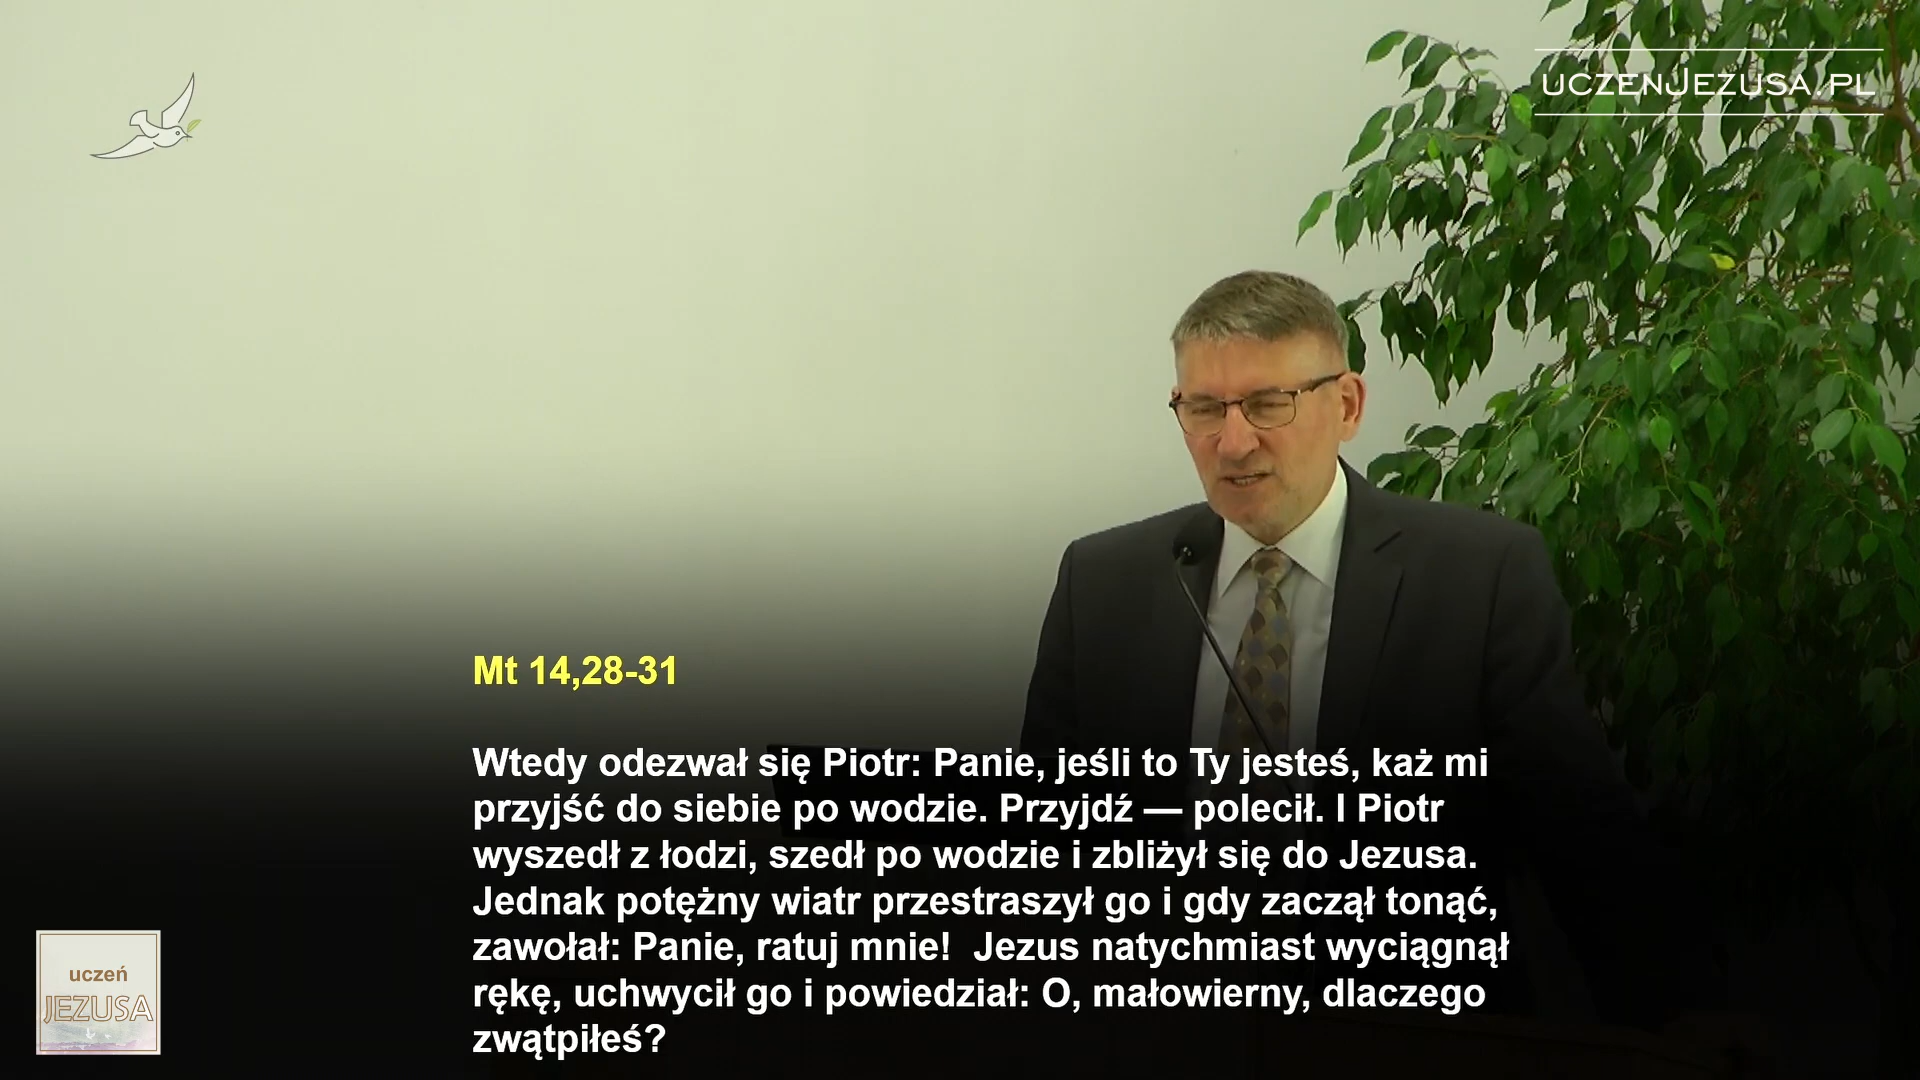 UCZENJEZUSA.PL
Mt 14,28-31
Wtedy odezwał się Piotr: Panie, jeśli to Ty jesteś, każ mi
przyjść do siebie po wodzie. Przyjdź — polecił. I Piotr
wyszedł z łodzi, szedł po wodzie i zbliżył się do Jezusa.
Jednak potężny wiatr przestraszył go i gdy zaczął tonąć,
zawołał: Panie, ratuj mnie!  Jezus natychmiast wyciągnął
rękę, uchwycił go i powiedział: O, małowierny, dlaczego
zwątpiłeś?
uczeń
JEZUSA